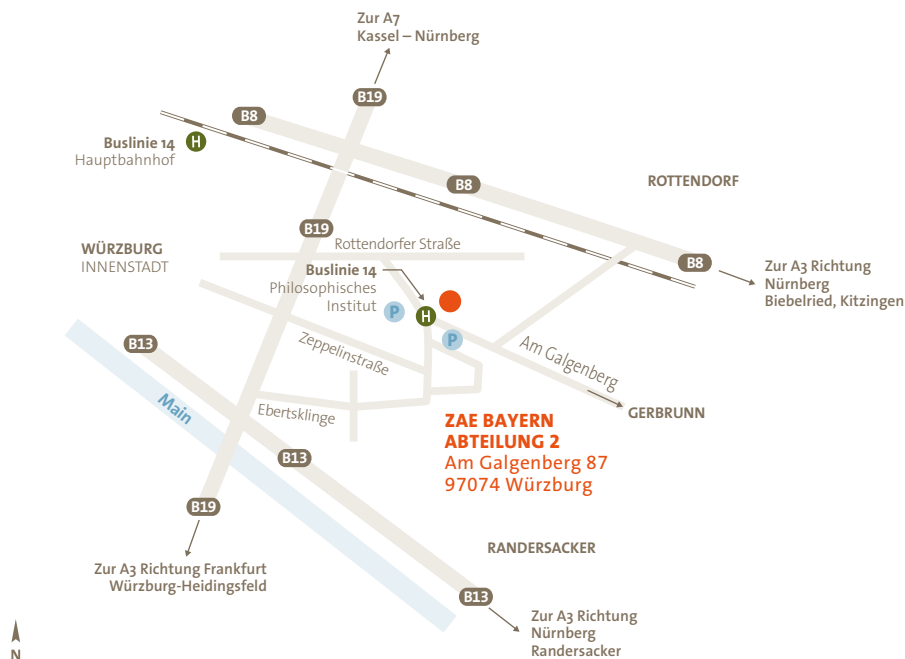 Zur A7
Kassel – Nürnberg
B19
B8
Buslinie 14
Hauptbahnhof
H
B8
ROTTENDORF
B19
WÜRZBURG
INNENSTADT
Rottendorfer Straße
B8
Buslinie 14
Philosophisches
Institut
P
H
P
Zur A3 Richtung
Nürnberg
Biebelried, Kitzingen
B13
Zeppelinstraße
Am Galgenberg
GERBRUNN
Main
Ebertsklinge
ZAE BAYERN
ABTEILUNG 2
Am Galgenberg 87
97074 Würzburg
B13
B19
RANDERSACKER
Zur A3 Richtung Frankfurt
Würzburg-Heidingsfeld
B13
Zur A3 Richtung
Nürnberg
Randersacker
N